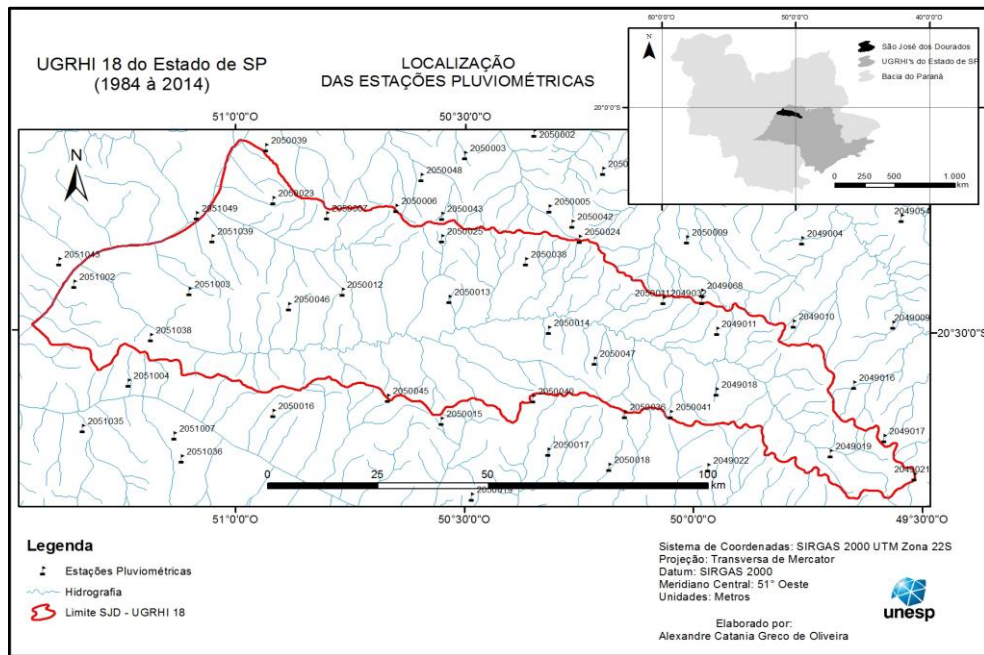 UGRHI 18 do Estado de SP
(1984 à 2014)
LOCALIZAÇÃO
DAS ESTAÇÕES PLUVIOMÉTRICAS
60°0'0"O
50°0'0"O
40°0'0"O
N
São José dos Dourados
UGRHI's do Estado de SP
Bacia do Paraná
20°0'0"S
0 250 500 1.000
km
51°0'0"O
50°30'0"O
N
2050039
2050002
2050003
2050048
2050023
2051049
2050006
2050043
2050005
2050042
2049054
2051039
2050025
2050024
2050009
2049004
2051043
2050038
2051002
2051003
2050012
2050046
2050013
2049068
2049010
2049009
2051038
2050014
2049011
20°30'0"S
2050047
2051004
2049016
2049018
2050045
2050040
2050016
2050015
2050026
2050041
2051035
2051007
2049017
2051036
2050017
2050018
2049022
2049019
2049021
0 25 50 100
km
2050019
51°0'0"O
50°30'0"O
50°0'0"O
49°30'0"O
Legenda
Estações Pluviométricas
Hidrografia
Limite SJD - UGRHI 18
Sistema de Coordenadas: SIRGAS 2000 UTM Zona 22S
Projeção: Transversa de Mercator
Datum: SIRGAS 2000
Meridiano Central: 51° Oeste
Unidades: Metros
Elaborado por:
Alexandre Catania Greco de Oliveira
unesp